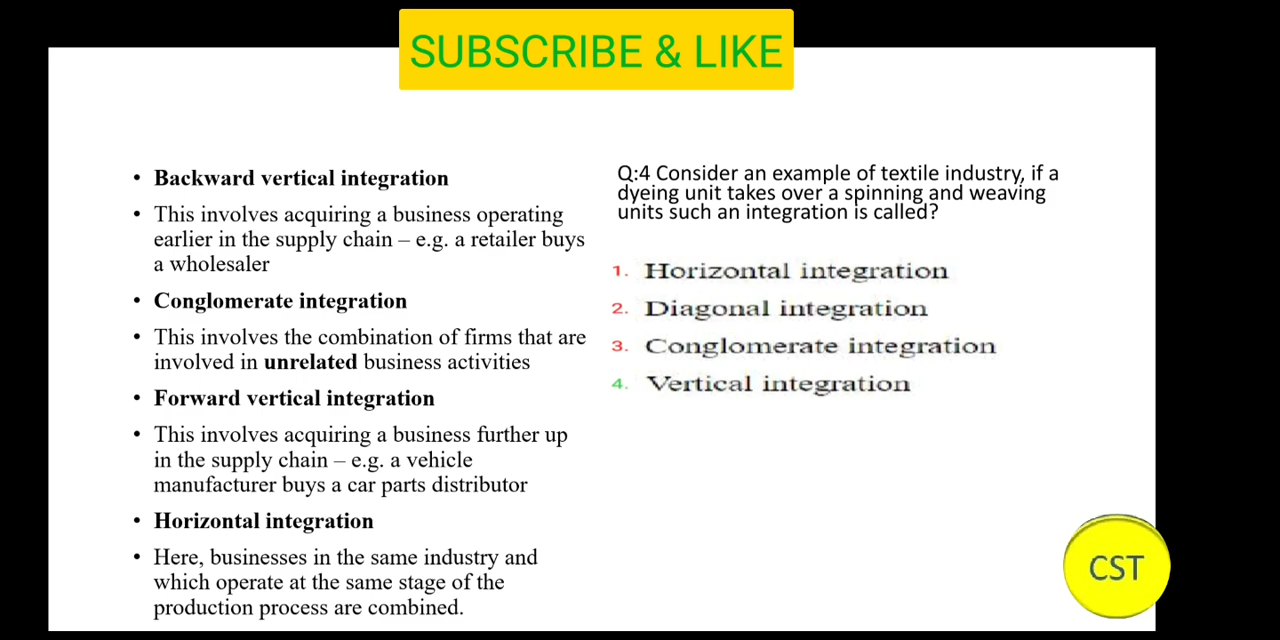 SUBSCRIBE & LIKE
• Backward vertical integration
• This involves acquiring a business operating
earlier in the supply chain – e.g. a retailer buys
a wholesaler
• Conglomerate integration
• This involves the combination of firms that are
involved in unrelated business activities
• Forward vertical integration
• This involves acquiring a business further up
in the supply chain – e.g. a vehicle
manufacturer buys a car parts distributor
• Horizontal integration
• Here, businesses in the same industry and
which operate at the same stage of the
production process are combined.
Q:4 Consider an example of textile industry, if a
dyeing unit takes over a spinning and weaving
units such an integration is called?
1. Horizontal integration
2. Diagonal integration
3. Conglomerate integration
4. Vertical integration
CST